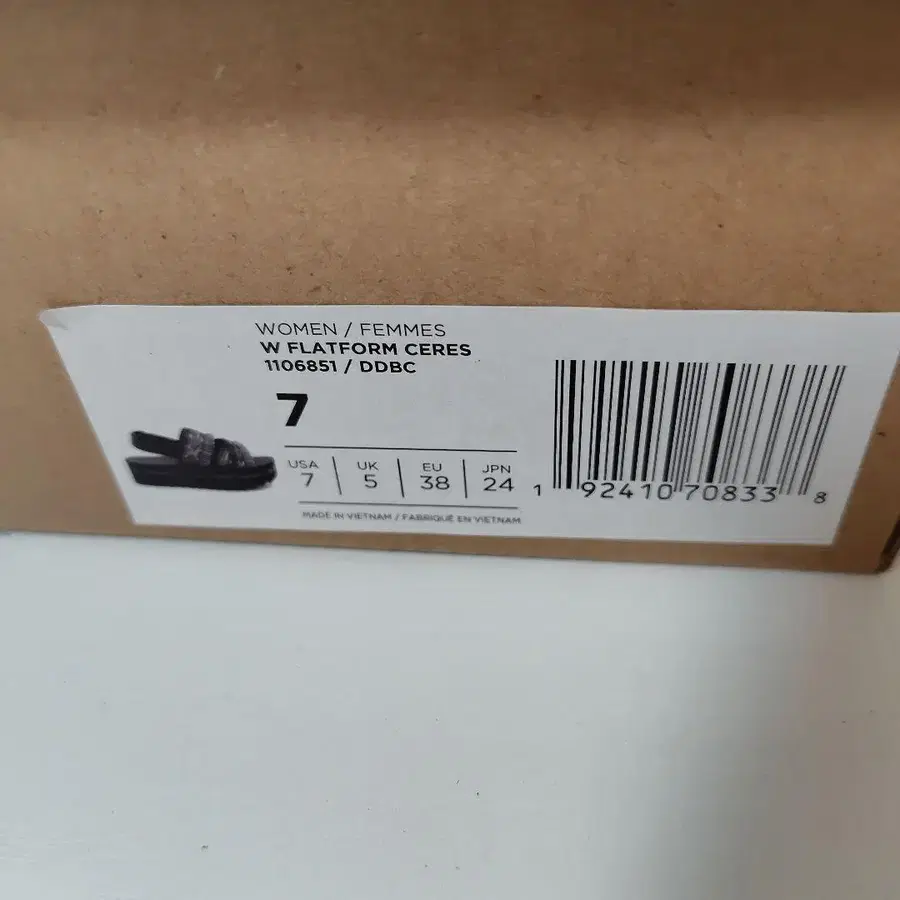 WOMEN / FEMMES
W FLATFORM CERES
1106851 / DDBC
7
USA UK EU JPN
7 5 38 24
MADE IN VIETNAM / FABRIQUÉ EN VIETNAM
1 92410 70833 8